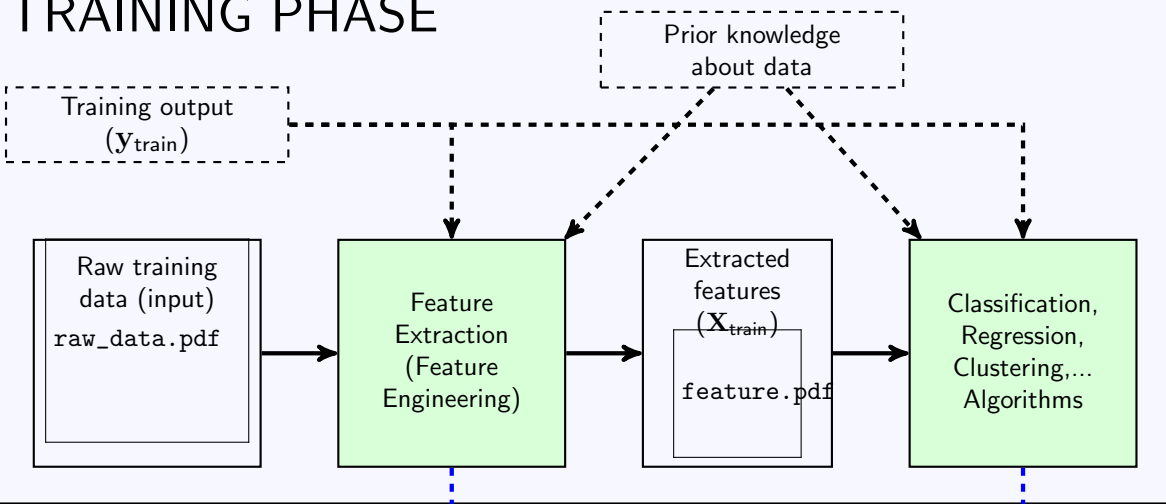 TRAINING PHASE
Prior knowledge
about data
Training output
(y_train)
Raw training
data (input)
raw_data.pdf
Feature
Extraction
(Feature
Engineering)
Extracted
features
(X_train)
feature.pdf
Classification,
Regression,
Clustering,...
Algorithms